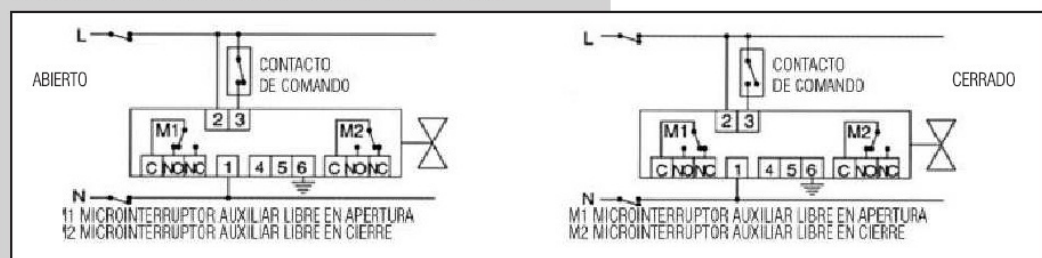 L
ABIERTO
CONTACTO
DE COMANDO
2 3
M1
M2
C NO NC 1 4 5 6 C NO NC
N
M1 MICROINTERRUPTOR AUXILIAR LIBRE EN APERTURA
M2 MICROINTERRUPTOR AUXILIAR LIBRE EN CIERRE
L
CONTACTO
DE COMANDO
CERRADO
2 3
M1
M2
C NO NC 1 4 5 6 C NO NC
N
M1 MICROINTERRUPTOR AUXILIAR LIBRE EN APERTURA
M2 MICROINTERRUPTOR AUXILIAR LIBRE EN CIERRE